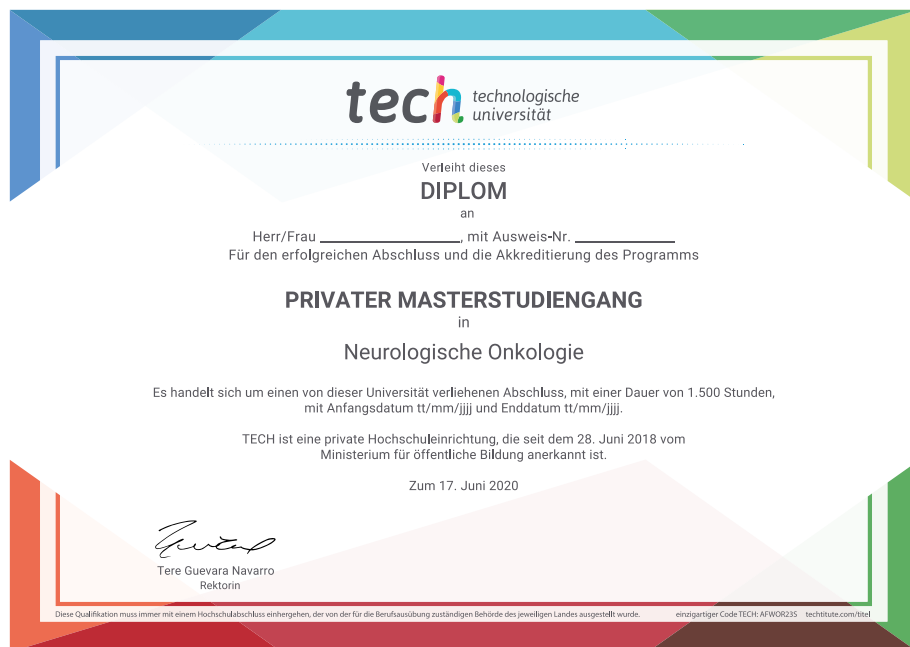 tech technologische
universität
Verleiht dieses
DIPLOM
an
Herr/Frau ____________________, mit Ausweis-Nr. ______________
Für den erfolgreichen Abschluss und die Akkreditierung des Programms
PRIVATER MASTERSTUDIENGANG
in
Neurologische Onkologie
Es handelt sich um einen von dieser Universität verliehenen Abschluss, mit einer Dauer von 1.500 Stunden,
mit Anfangsdatum tt/mm/jjjj und Enddatum tt/mm/jjjj.
TECH ist eine private Hochschuleinrichtung, die seit dem 28. Juni 2018 vom
Ministerium für öffentliche Bildung anerkannt ist.
Zum 17. Juni 2020
Tere Guevara Navarro
Rektorin
Diese Qualifikation muss immer mit einem Hochschulabschluss einhergehen, der von der für die Berufsausübung zuständigen Behörde des jeweiligen Landes ausgestellt wurde. einzigartiger Code TECH: AFWOR23S techtitute.com/titel